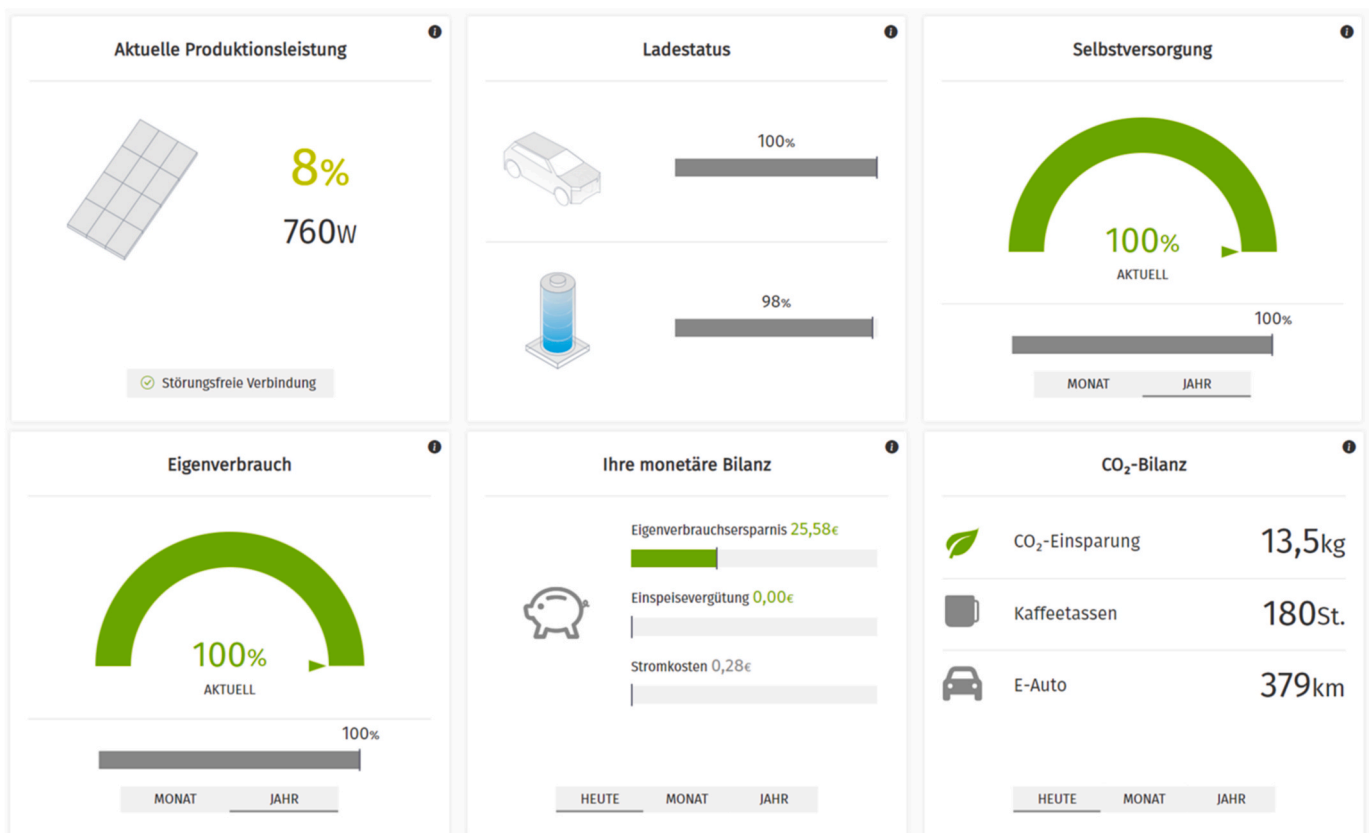 Aktuelle Produktionsleistung
8%
760W
Störungsfreie Verbindung
Ladestatus
100%
98%
Selbstversorgung
100%
AKTUELL
100%
MONAT JAHR
Eigenverbrauch
100%
AKTUELL
100%
MONAT JAHR
Ihre monetäre Bilanz
Eigenverbrauchsersparnis 25,58€
Einspeisevergütung 0,00€
Stromkosten 0,28€
HEUTE MONAT JAHR
CO₂-Bilanz
CO₂-Einsparung 13,5kg
Kaffeetassen 180St.
E-Auto 379km
HEUTE MONAT JAHR